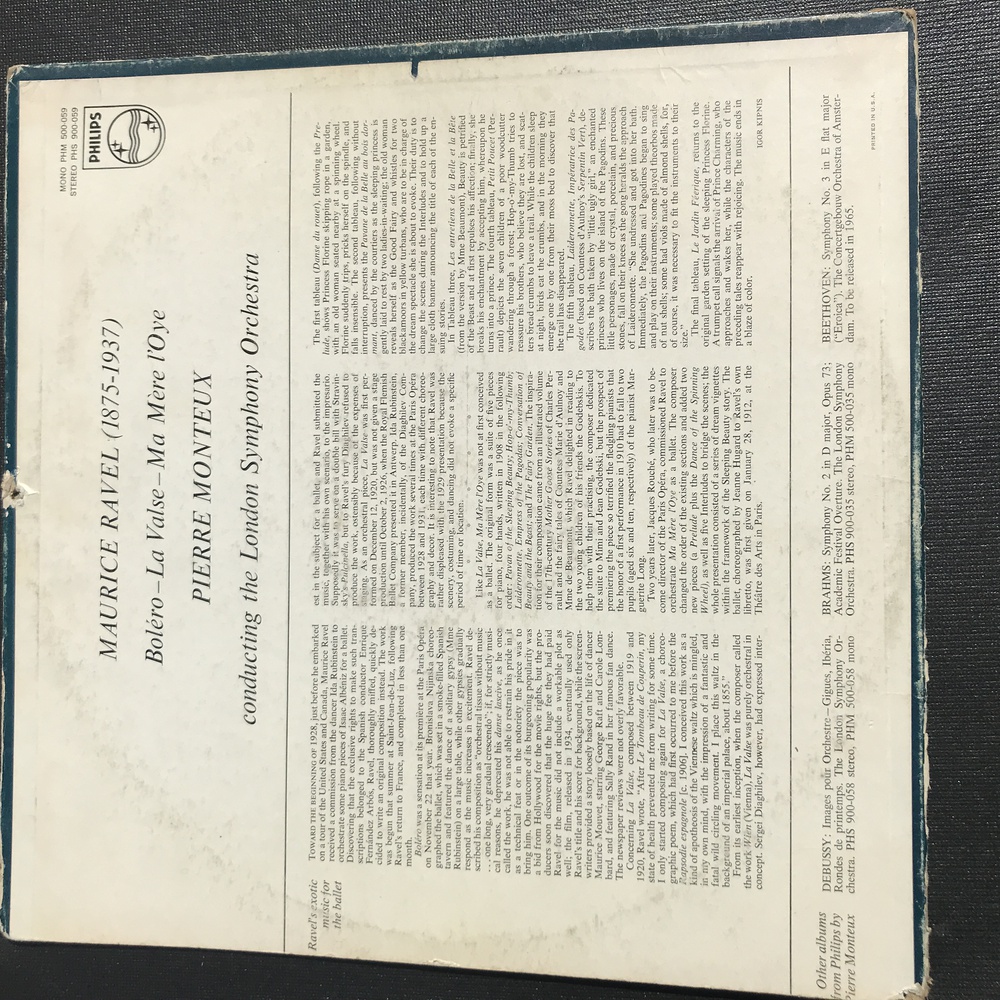 MONO PHM 500-059
STEREO PHS 900-059
PHILIPS
MAURICE RAVEL (1875-1937)
Boléro–La Valse–Ma Mère l'Oye
PIERRE MONTEUX
conducting the London Symphony Orchestra
Ravel's exotic
music for
the ballet
TOWARD THE BEGINNING OF 1928, just before he embarked
on a tour of the United States and Canada, Maurice Ravel
received a commission from the dancer Ida Rubinstein to
orchestrate some piano pieces of Isaac Albéniz for a ballet.
Discovering that the exclusive rights to make such tran-
scriptions belonged to the Spanish conductor Enrique
Fernández Arbós, Ravel, thoroughly miffed, quickly de-
cided to write an original composition instead. The work
was begun that summer at Saint-Jean-de-Luz, following
Ravel's return to France, and completed in less than one
month.
Boléro was a sensation at its première at the Paris Opéra
on November 22 that year. Bronislava Nijinska choreo-
graphed the ballet, which was set in a smoke-filled Spanish
tavern and featured the dance of a solitary gypsy (Mme
Rubinstein) on a large table, while other gypsies gradually
respond as the music increases in excitement. Ravel de-
scribed his composition as "orchestral tissue without music
. . . one long, very gradual crescendo"; if, for strictly musi-
cal reasons, he deprecated his danse lascive, as he once
called the work, he was not able to restrain his pride in it
as a technical feat or in the notoriety the piece was to
bring him. One outcome of its burgeoning popularity was
a bid from Hollywood for the movie rights, but the pro-
ducers soon discovered that the huge fee they had paid
Ravel for the music did not include a workable plot as
well; the film, released in 1934, eventually used only
Ravel's title and his score for background, while the screen-
writers provided a story loosely based on the life of dancer
Maurice Mouvet, starring George Raft and Carole Lom-
bard, and featuring Sally Rand in her famous fan dance.
The newspaper reviews were not overly favorable.
Concerning La Valse, composed between 1919 and
1920, Ravel wrote, "After Le Tombeau de Couperin, my
state of health prevented me from writing for some time.
I only started composing again for La Valse, a choreo-
graphic poem, which had first occurred to me before the
Rapsodie espagnole [c. 1906]. I conceived this work as a
kind of apotheosis of the Viennese waltz which is mingled,
in my own mind, with the impression of a fantastic and
fatal wild circling movement. I place this waltz in the
background of an imperial palace, about 1855."
From its earliest inception, when the composer called
the work Wien (Vienna), La Valse was purely orchestral in
concept. Sergei Diaghilev, however, had expressed inter-
est in the subject for a ballet, and Ravel submitted the
music, together with his own scenario, to the impresario.
Supposedly it was to serve on a double bill with Stravin-
sky's Pulcinella, but to Ravel's fury Diaghilev refused to
produce the work, ostensibly because of the expenses of
staging. As an orchestral piece, La Valse was first per-
formed on December 12, 1920, but was not given a stage
production until October 2, 1926, when the Royal Flemish
Ballet Company presented it in Antwerp. Ida Rubinstein,
a former member, incidentally, of the Diaghilev Com-
pany, produced the work several times at the Paris Opéra
between 1928 and 1931, each time with different choreo-
graphy and decor. It is interesting to note that Ravel was
rather displeased with the 1929 presentation because the
scenery, costuming, and dancing did not evoke a specific
period of time or location.
Like La Valse, Ma Mère l'Oye was not at first conceived
as a ballet. The original form was a suite of five pieces
for piano, four hands, written in 1908 in the following
order: Pavan of the Sleeping Beauty; Hop-o'-my-Thumb;
Laideronnette, Empress of the Pagodas; Conversation of
Beauty and the Beast; and The Fairy Garden. The inspira-
tion for their composition came from an illustrated volume
of the 17th-century Mother Goose Stories of Charles Per-
rault and the fairy tales of Countess Marie d'Aulnoy and
Mme de Beaumont, which Ravel delighted in reading to
the two young children of his friends the Godebskis. To
help them with their practising, the composer dedicated
the suite to Mimi and Jean Godebski, but the prospect of
premiering the piece so terrified the fledgling pianists that
the honor of a first performance in 1910 had to fall to two
pupils (aged six and ten, respectively) of the pianist Mar-
guerite Long.
Two years later, Jacques Rouché, who later was to be-
come director of the Paris Opéra, commissioned Ravel to
orchestrate Ma Mère l'Oye as a ballet. The composer
changed the order of the existing sections and added two
new pieces (a Prelude plus the Dance of the Spinning
Wheel), as well as five Interludes to bridge the scenes; the
whole presentation consisted of a series of dream vignettes
within the framework of the Sleeping Beauty story. The
ballet, choreographed by Jeanne Hugard to Ravel's own
libretto, was first given on January 28, 1912, at the
Théâtre des Arts in Paris.
The first tableau (Danse du rouet), following the Pre-
lude, shows Princess Florine skipping rope in a garden,
with an old woman seated nearby at a spinning wheel.
Florine suddenly trips, pricks herself on the spindle, and
falls insensible. The second tableau, following without
interruption, presents the Pavane de la Belle au bois dor-
mant, danced by the courtiers as the sleeping princess is
gently laid to rest by two ladies-in-waiting; the old woman
reveals herself as the Good Fairy and whistles for two
blackamoors in yellow turbans, who are to be in charge of
the dream spectacle she is about to evoke. Their duty is to
change the scenes during the Interludes and to hold up a
large cloth banner announcing the title of each of the en-
suing stories.
In Tableau three, Les entretiens de la Belle et la Bête
(from the version by Mme Beaumont), Beauty is petrified
of the Beast and at first repulses his affection; finally, she
breaks his enchantment by accepting him, whereupon he
turns into a prince. The fourth tableau, Petit Poucet (Per-
rault) depicts the seven children of a poor woodcutter
wandering through a forest; Hop-o'-my-Thumb tries to
reassure his brothers, who believe they are lost, and scat-
ters bread crumbs to leave a trail. While the children sleep
at night, birds eat the crumbs, and in the morning they
emerge one by one from their moss bed to discover that
the trail has disappeared.
The fifth tableau, Laideronnette, Impératrice des Pa-
godes (based on Countess d'Aulnoy's Serpentin Vert), de-
scribes the bath taken by "little ugly girl," an enchanted
princess who lives on the island of the Pagodins. These
little personages, made of crystal, porcelain, and precious
stones, fall on their knees as the gong heralds the approach
of Laideronnette. "She undressed and got into her bath.
Immediately, the Pagodins and Pagodines began to sing
and play on their instruments; some played theorbos made
of nut shells; some had viols made of almond shells, for,
of course, it was necessary to fit the instruments to their
size."
The final tableau, Le Jardin Féerique, returns to the
original garden setting of the sleeping Princess Florine.
A trumpet call signals the arrival of Prince Charming, who
approaches and wakes her, while the characters of the
preceding tales reappear with rejoicing. The music ends in
a blaze of color.
IGOR KIPNIS
Other albums
from Philips by
Pierre Monteux
DEBUSSY: Images pour Orchestre–Gigues, Ibéria,
Rondes de printemps. The London Symphony Or-
chestra. PHS 900-058 stereo, PHM 500-058 mono
BRAHMS: Symphony No. 2 in D major, Opus 73;
Academic Festival Overture. The London Symphony
Orchestra. PHS 900-035 stereo, PHM 500-035 mono
BEETHOVEN: Symphony No. 3 in E flat major
("Eroica"). The Concertgebouw Orchestra of Amster-
dam. To be released in 1965.
PRINTED IN U.S.A.